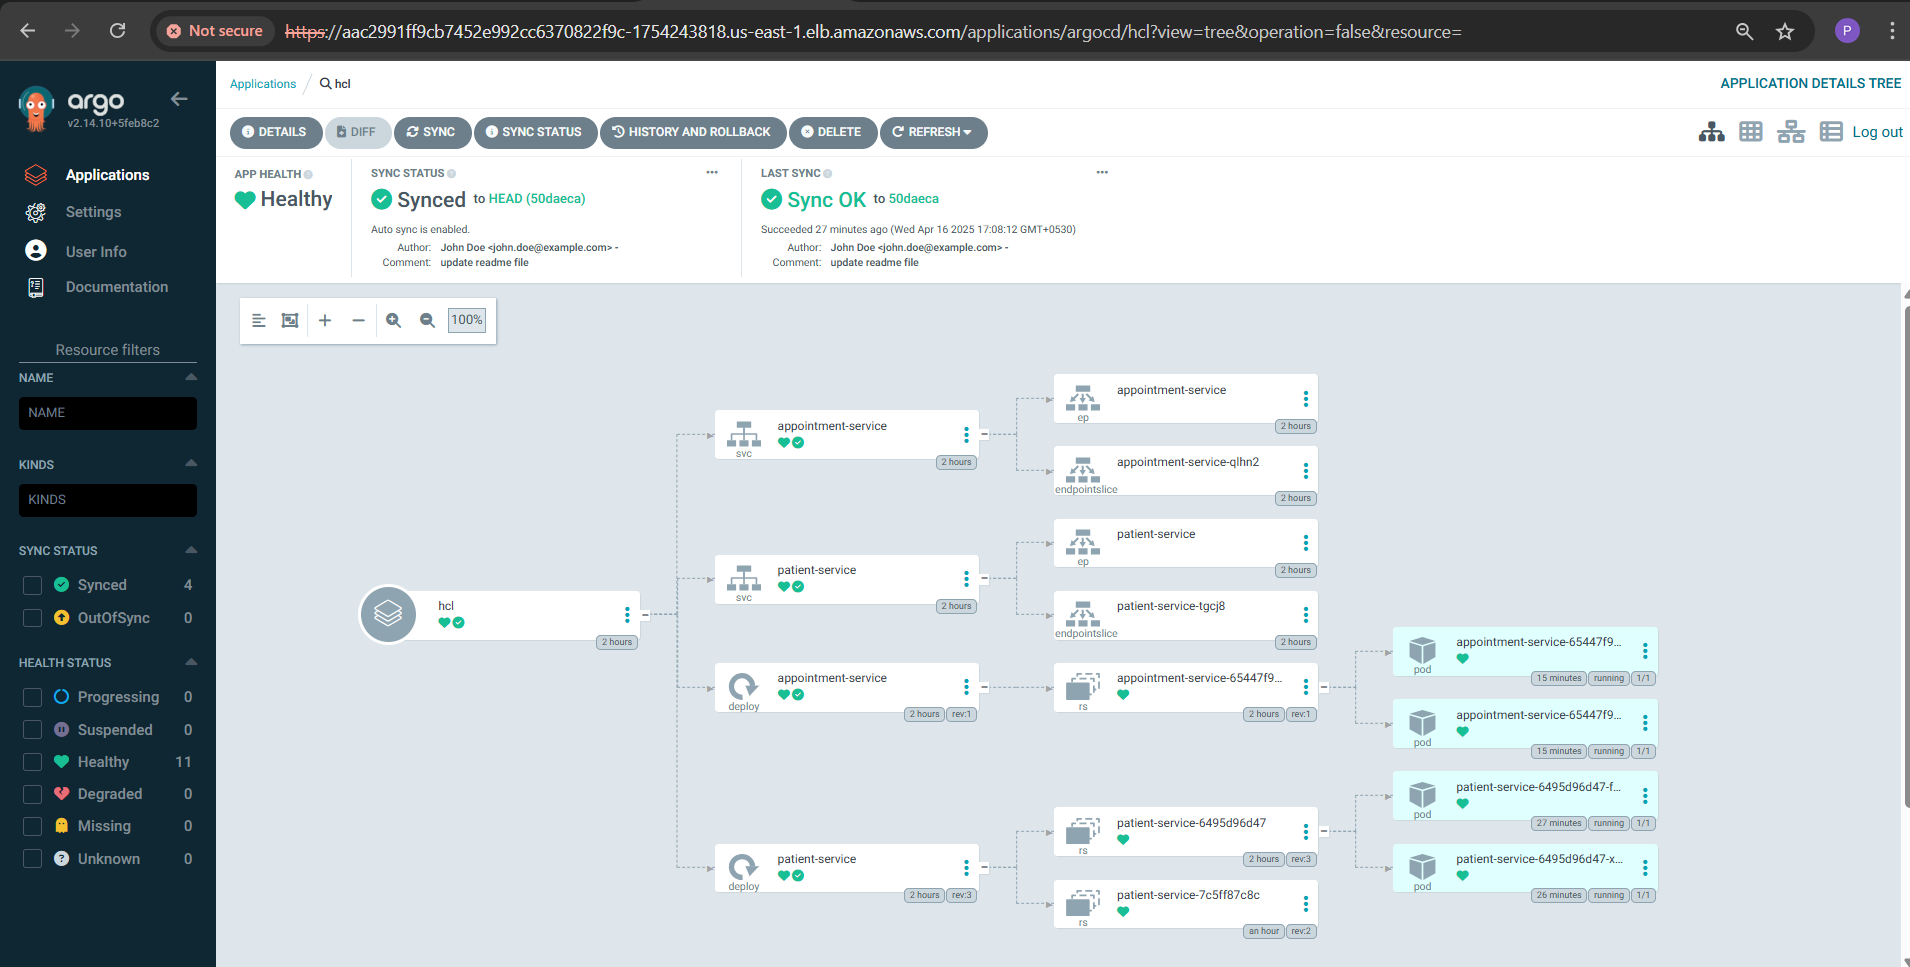 Not secure
https://aac2991ff9cb7452e992cc6370822f9c-1754243818.us-east-1.elb.amazonaws.com/applications/argocd/hcl?view=tree&operation=false&resource=
P
argo
v2.14.10+5feb8c2
Applications
Settings
User Info
Documentation
Resource filters
NAME
NAME
KINDS
KINDS
SYNC STATUS
Synced 4
OutOfSync 0
HEALTH STATUS
Progressing 0
Suspended 0
Healthy 11
Degraded 0
Missing 0
Unknown 0
Applications / hcl
APPLICATION DETAILS TREE
DETAILS DIFF SYNC SYNC STATUS HISTORY AND ROLLBACK DELETE REFRESH
Log out
APP HEALTH
Healthy
SYNC STATUS
Synced to HEAD (50daeca)
Auto sync is enabled.
Author: John Doe <john.doe@example.com> -
Comment: update readme file
LAST SYNC
Sync OK to 50daeca
Succeeded 27 minutes ago (Wed Apr 16 2025 17:08:12 GMT+0530)
Author: John Doe <john.doe@example.com> -
Comment: update readme file
100%
hcl
2 hours
appointment-service
svc
2 hours
patient-service
svc
2 hours
appointment-service
deploy
2 hours rev:1
patient-service
deploy
2 hours rev:3
appointment-service
ep
2 hours
appointment-service-qlhn2
endpointslice
2 hours
patient-service
ep
2 hours
patient-service-tgcj8
endpointslice
2 hours
appointment-service-65447f9...
rs
2 hours rev:1
patient-service-6495d96d47
rs
2 hours rev:3
patient-service-7c5ff87c8c
rs
an hour rev:2
appointment-service-65447f9...
pod
15 minutes running 1/1
appointment-service-65447f9...
pod
15 minutes running 1/1
patient-service-6495d96d47-f...
pod
27 minutes running 1/1
patient-service-6495d96d47-x...
pod
26 minutes running 1/1